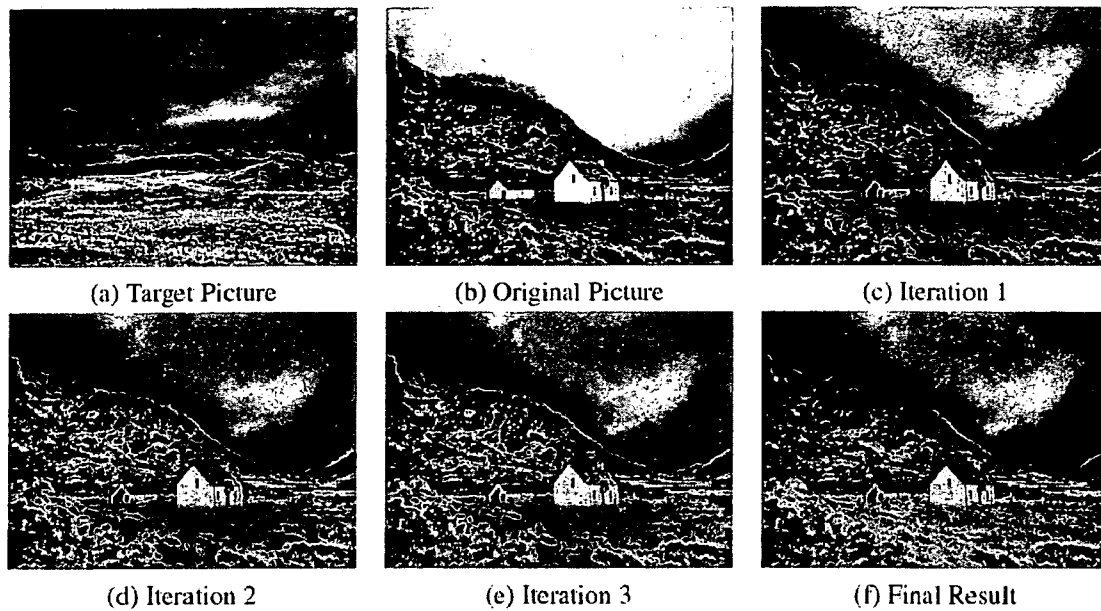 (a) Target Picture
(b) Original Picture
(c) Iteration 1
(d) Iteration 2
(e) Iteration 3
(f) Final Result